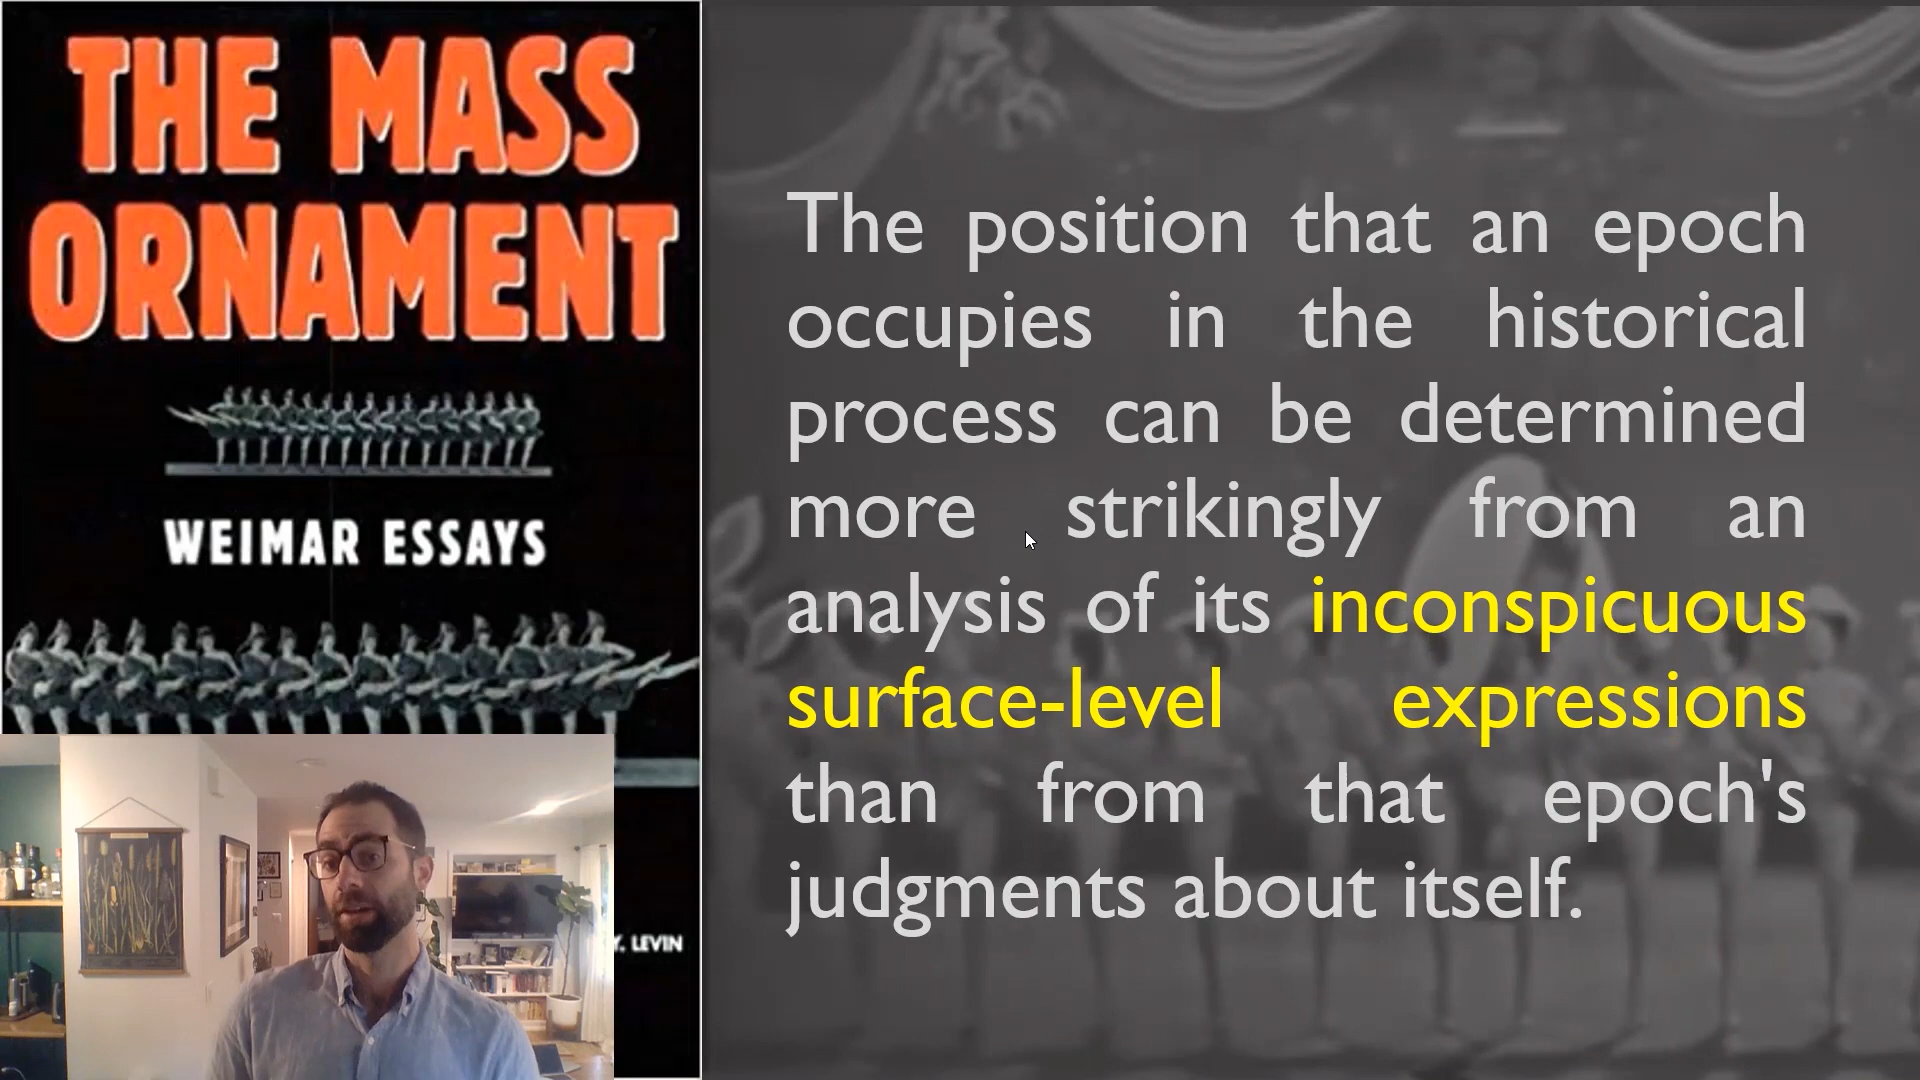 THE MASS
ORNAMENT
WEIMAR ESSAYS
Y. LEVIN
The position that an epoch
occupies in the historical
process can be determined
more strikingly from an
analysis of its inconspicuous
surface-level expressions
than from that epoch's
judgments about itself.